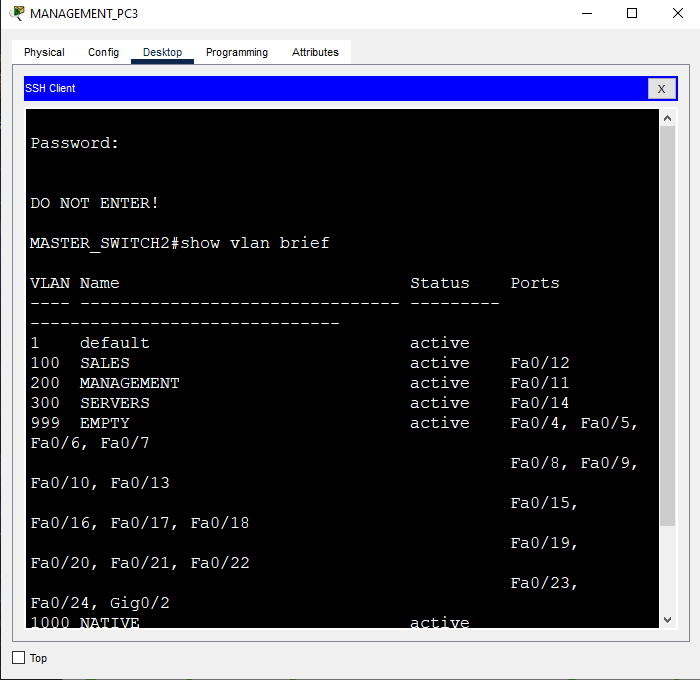 MANAGEMENT_PC3
Physical Config Desktop Programming Attributes
SSH Client X
Password:
DO NOT ENTER!
MASTER_SWITCH2#show vlan brief
VLAN Name                             Status    Ports
---- -------------------------------- ---------
-------------------------------
1    default                          active
100  SALES                            active    Fa0/12
200  MANAGEMENT                       active    Fa0/11
300  SERVERS                          active    Fa0/14
999  EMPTY                            active    Fa0/4, Fa0/5,
Fa0/6, Fa0/7
                                                Fa0/8, Fa0/9,
Fa0/10, Fa0/13
                                                Fa0/15,
Fa0/16, Fa0/17, Fa0/18
                                                Fa0/19,
Fa0/20, Fa0/21, Fa0/22
                                                Fa0/23,
Fa0/24, Gig0/2
1000 NATIVE                           active
Top